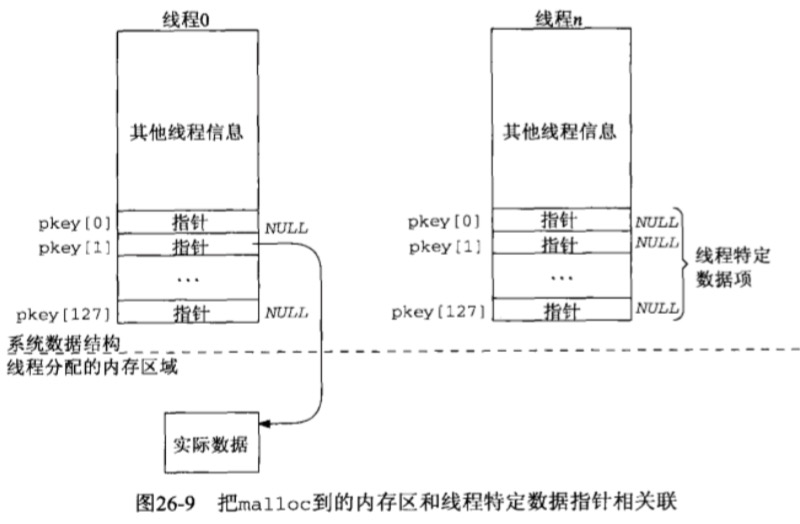 线程0
线程n
其他线程信息
其他线程信息
pkey[0] 指针 NULL
pkey[0] 指针 NULL
pkey[1] 指针
pkey[1] 指针 NULL
...
...
线程特定
数据项
pkey[127] 指针 NULL
pkey[127] 指针 NULL
系统数据结构
线程分配的内存区域
实际数据
图26-9 把malloc到的内存区和线程特定数据指针相关联